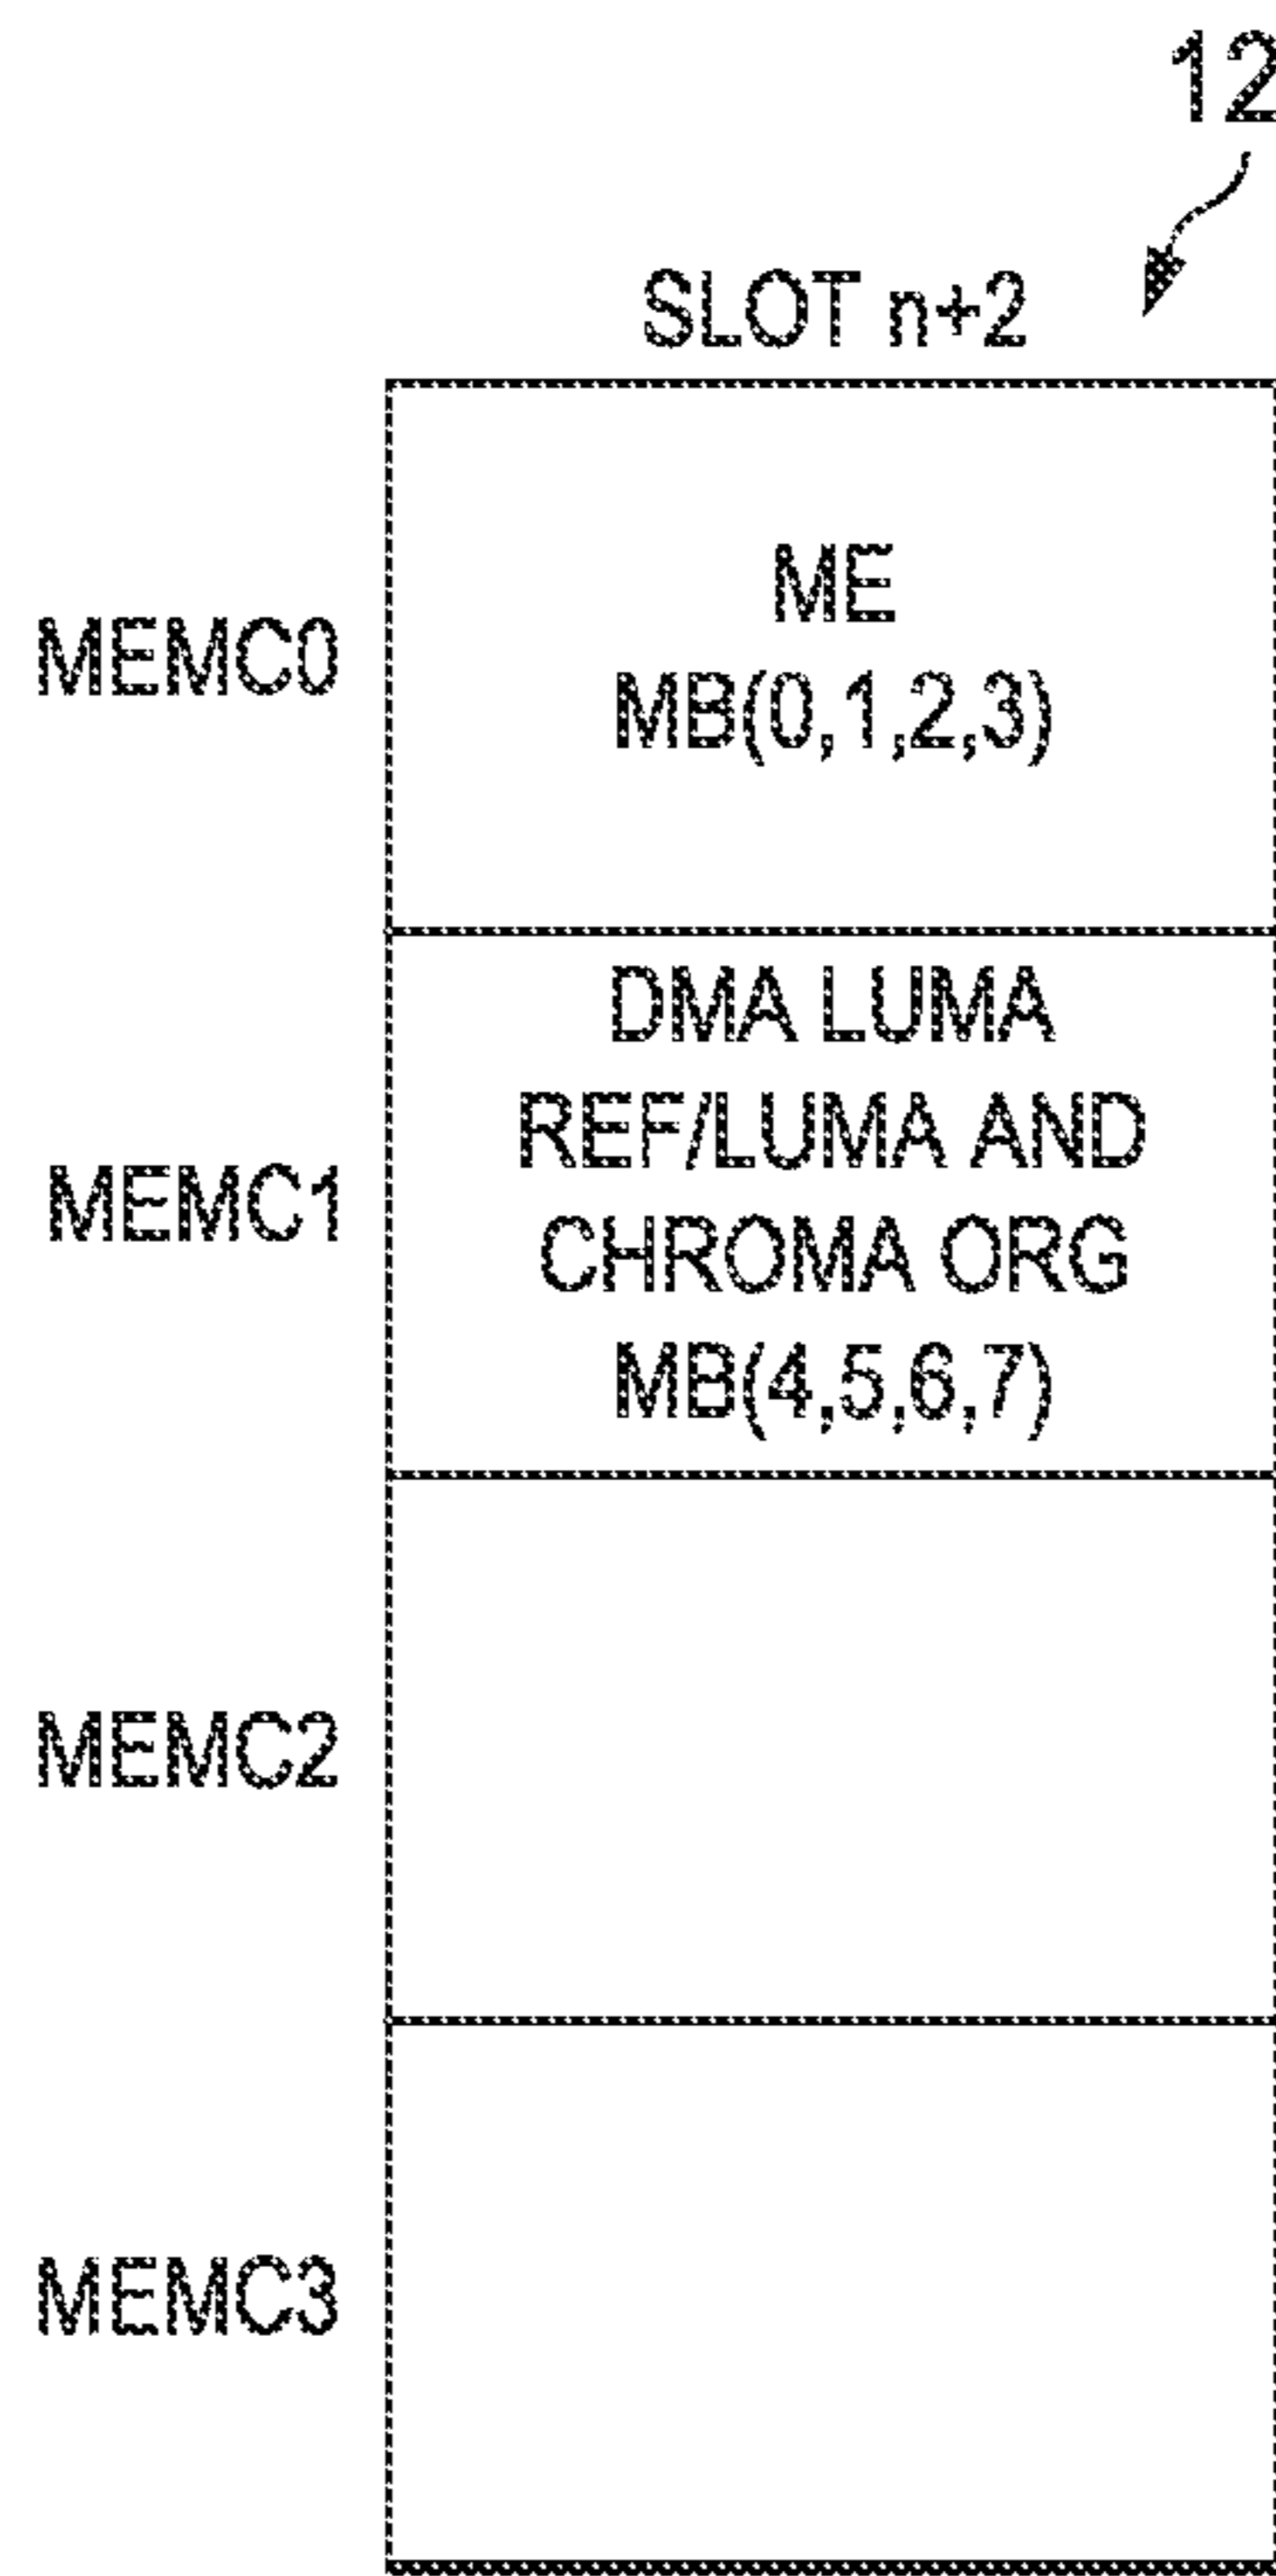 12
SLOT n+2
MEMC0
ME
MB(0,1,2,3)
MEMC1
DMA LUMA
REF/LUMA AND
CHROMA ORG
MB(4,5,6,7)
MEMC2
MEMC3